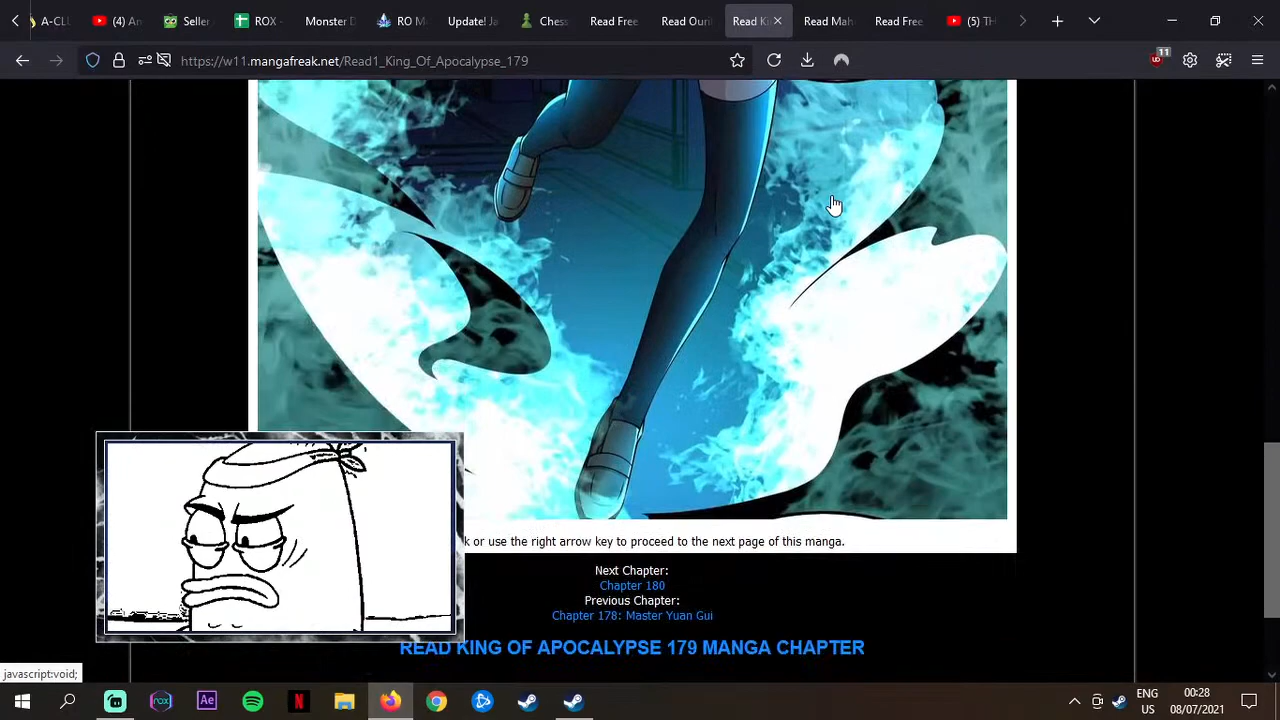 A-CL
(4) An
Seller
ROX -
Monster D
RO M
Update! Ja
Chess
Read Free
Read Ouri
Read Ki
Read Mah
Read Free
(5) TH
https://w11.mangafreak.net/Read1_King_Of_Apocalypse_179
11
k or use the right arrow key to proceed to the next page of this manga.
Next Chapter:
Chapter 180
Previous Chapter:
Chapter 178: Master Yuan Gui
READ KING OF APOCALYPSE 179 MANGA CHAPTER
javascript:void;
nox
Ae
N
ENG
US
00:28
08/07/2021